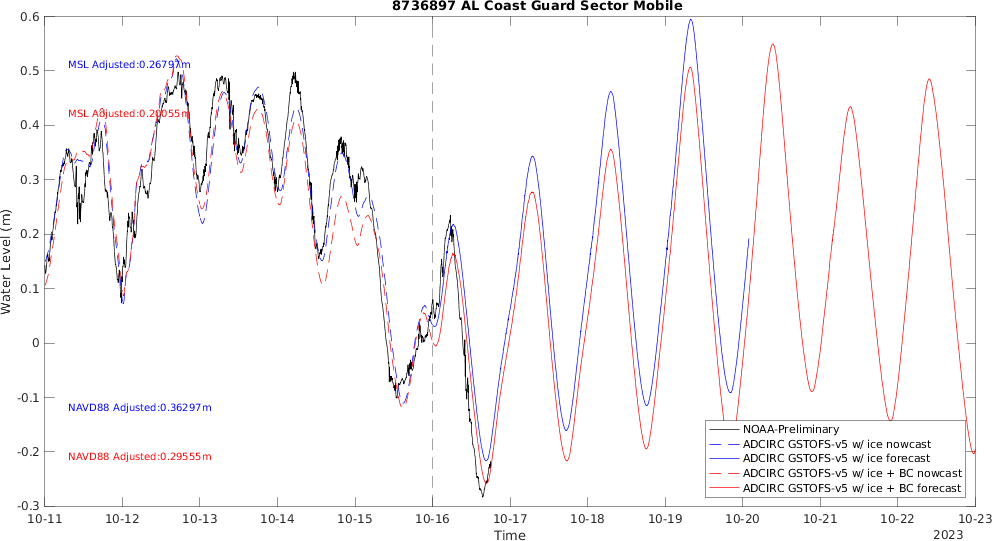 8736897 AL Coast Guard Sector Mobile
0.6
0.5
0.4
0.3
0.2
0.1
0
-0.1
-0.2
-0.3
Water Level (m)
MSL Adjusted:0.26797m
MSL Adjusted:0.20055m
NAVD88 Adjusted:0.36297m
NAVD88 Adjusted:0.29555m
NOAA-Preliminary
ADCIRC GSTOFS-v5 w/ ice nowcast
ADCIRC GSTOFS-v5 w/ ice forecast
ADCIRC GSTOFS-v5 w/ ice + BC nowcast
ADCIRC GSTOFS-v5 w/ ice + BC forecast
10-11 10-12 10-13 10-14 10-15 10-16 10-17 10-18 10-19 10-20 10-21 10-22 10-23
Time
2023